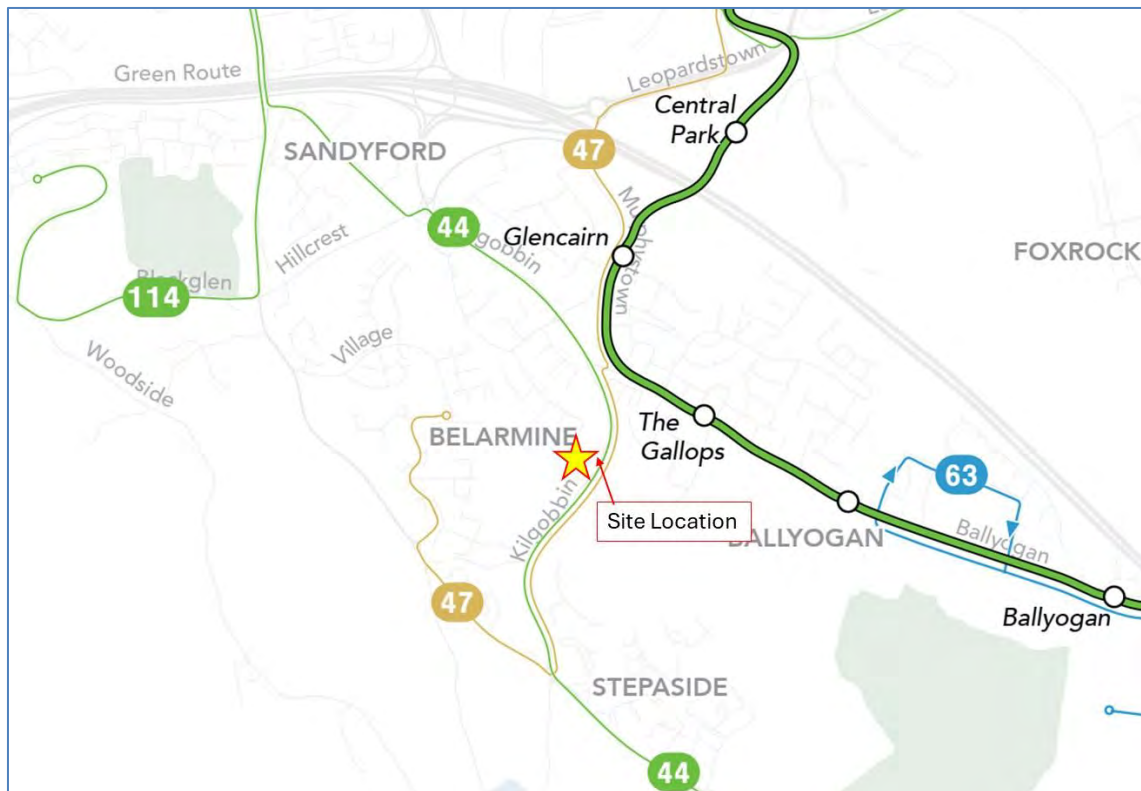 Green Route
Leopardstown
Central
Park
SANDYFORD
47
Murphystown
44
Glencairn
Hillcrest
FOXROCK
114
Village
Woodside
The
Gallops
BELARMINE
63
Kilgobbin
Site Location
BALLYOGAN
Ballyogan
47
Ballyogan
STEPASIDE
44